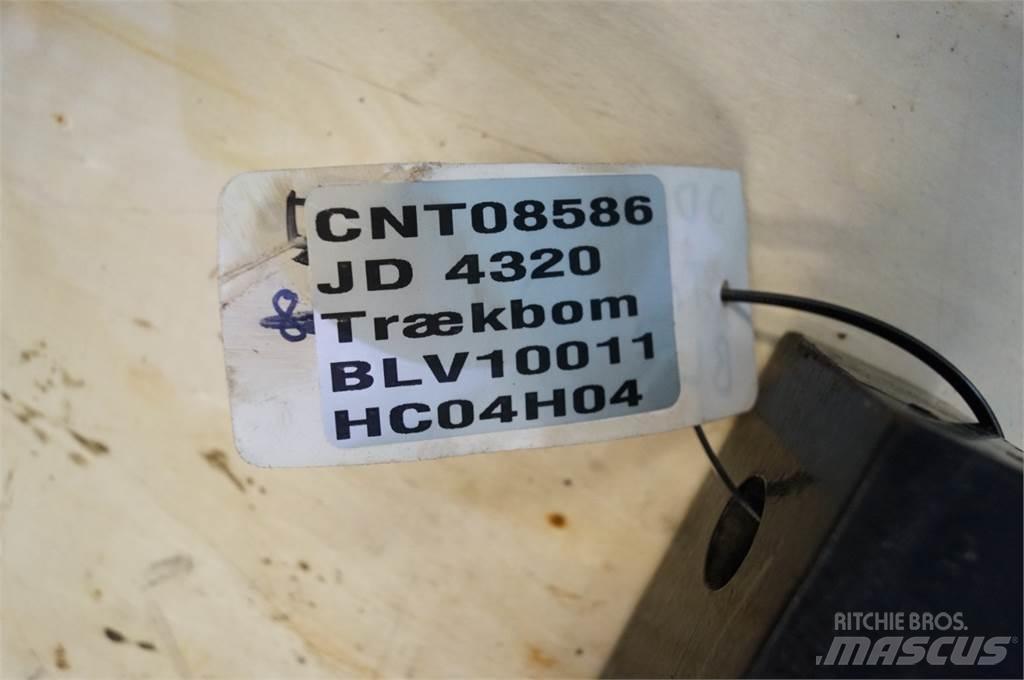 CNT08586
JD 4320
Trækbom
BLV10011
HC04H04
RITCHIE BROS.
MASCUS